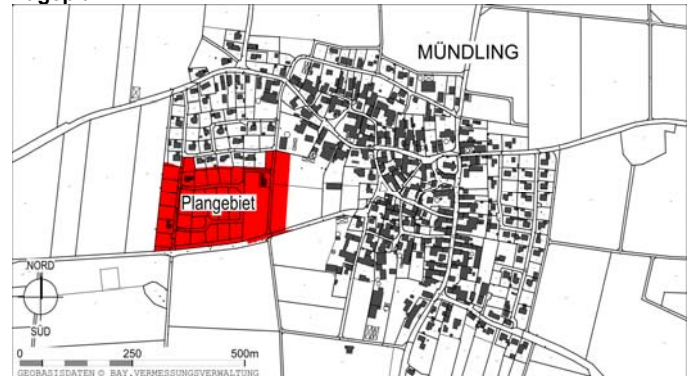 MÜNDLING
Plangebiet
NORD
SÜD
0 250 500m
GEOBASISDATEN © BAY.VERMESSUNGSVERWALTUNG